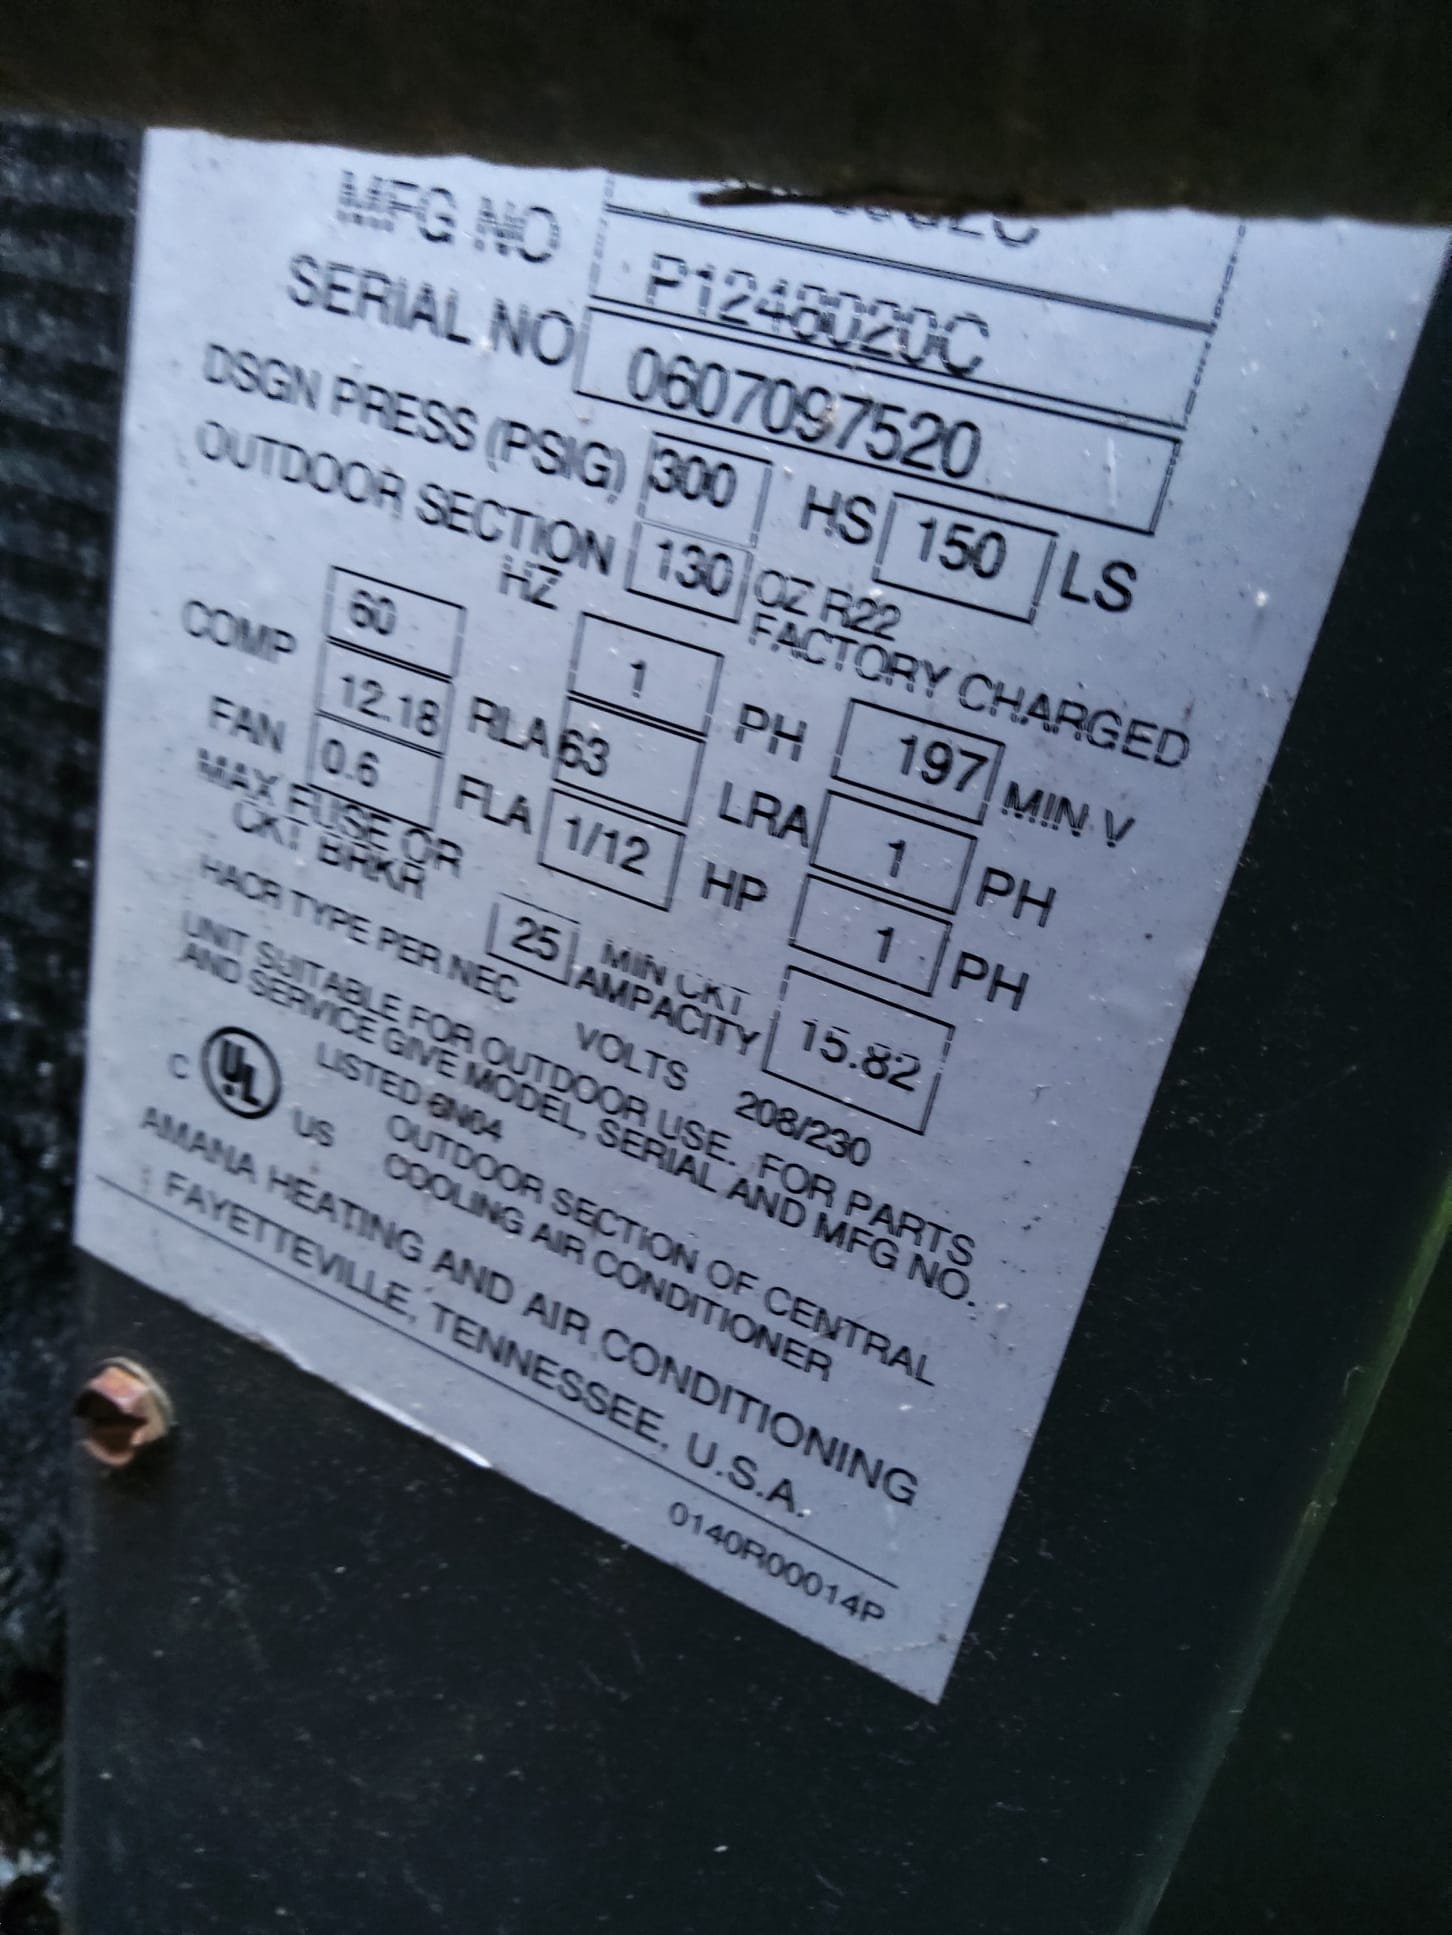 MFG NO P1246020C
SERIAL NO 0607097520
DSGN PRESS (PSIG) 300 HS 150 LS
OUTDOOR SECTION 130 OZ R22
FACTORY CHARGED
60 HZ 1 PH 197 MIN V
COMP 12.18 RLA 63 LRA 1 PH
FAN 0.6 FLA 1/12 HP 1 PH
MAX FUSE OR
CKT BRKR 25 MIN CKT
AMPACITY 15.82
HACR TYPE PER NEC VOLTS 208/230
UNIT SUITABLE FOR OUTDOOR USE. FOR PARTS
AND SERVICE GIVE MODEL, SERIAL AND MFG NO.
C UL US
LISTED 6N04
OUTDOOR SECTION OF CENTRAL
COOLING AIR CONDITIONER
AMANA HEATING AND AIR CONDITIONING
FAYETTEVILLE, TENNESSEE, U.S.A.
0140R00014P